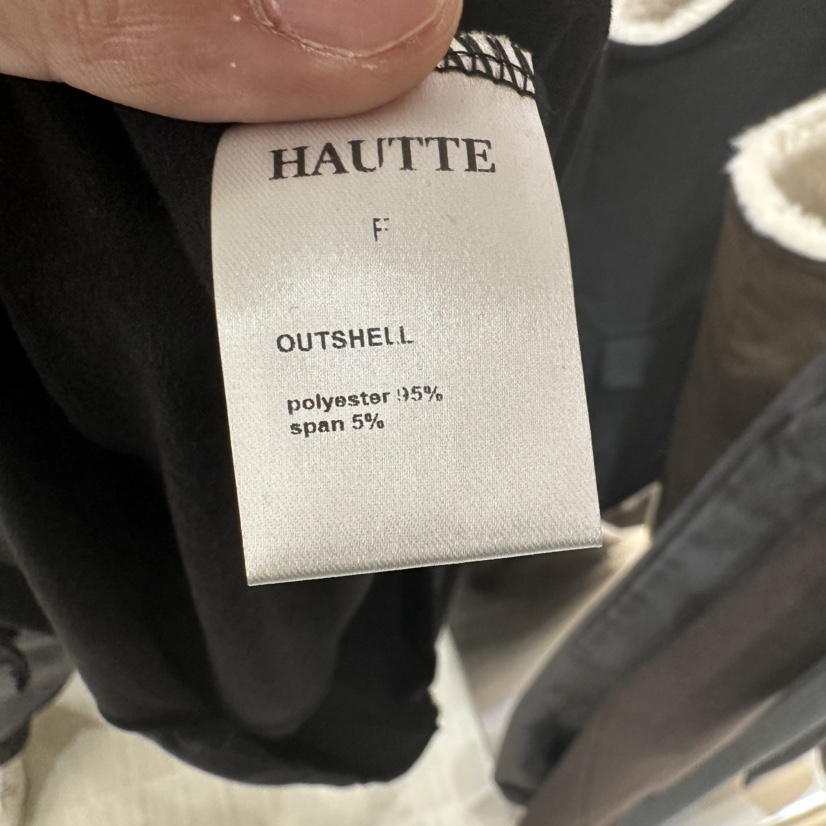 HAUTTE
F
OUTSHELL
polyester 95%
span 5%